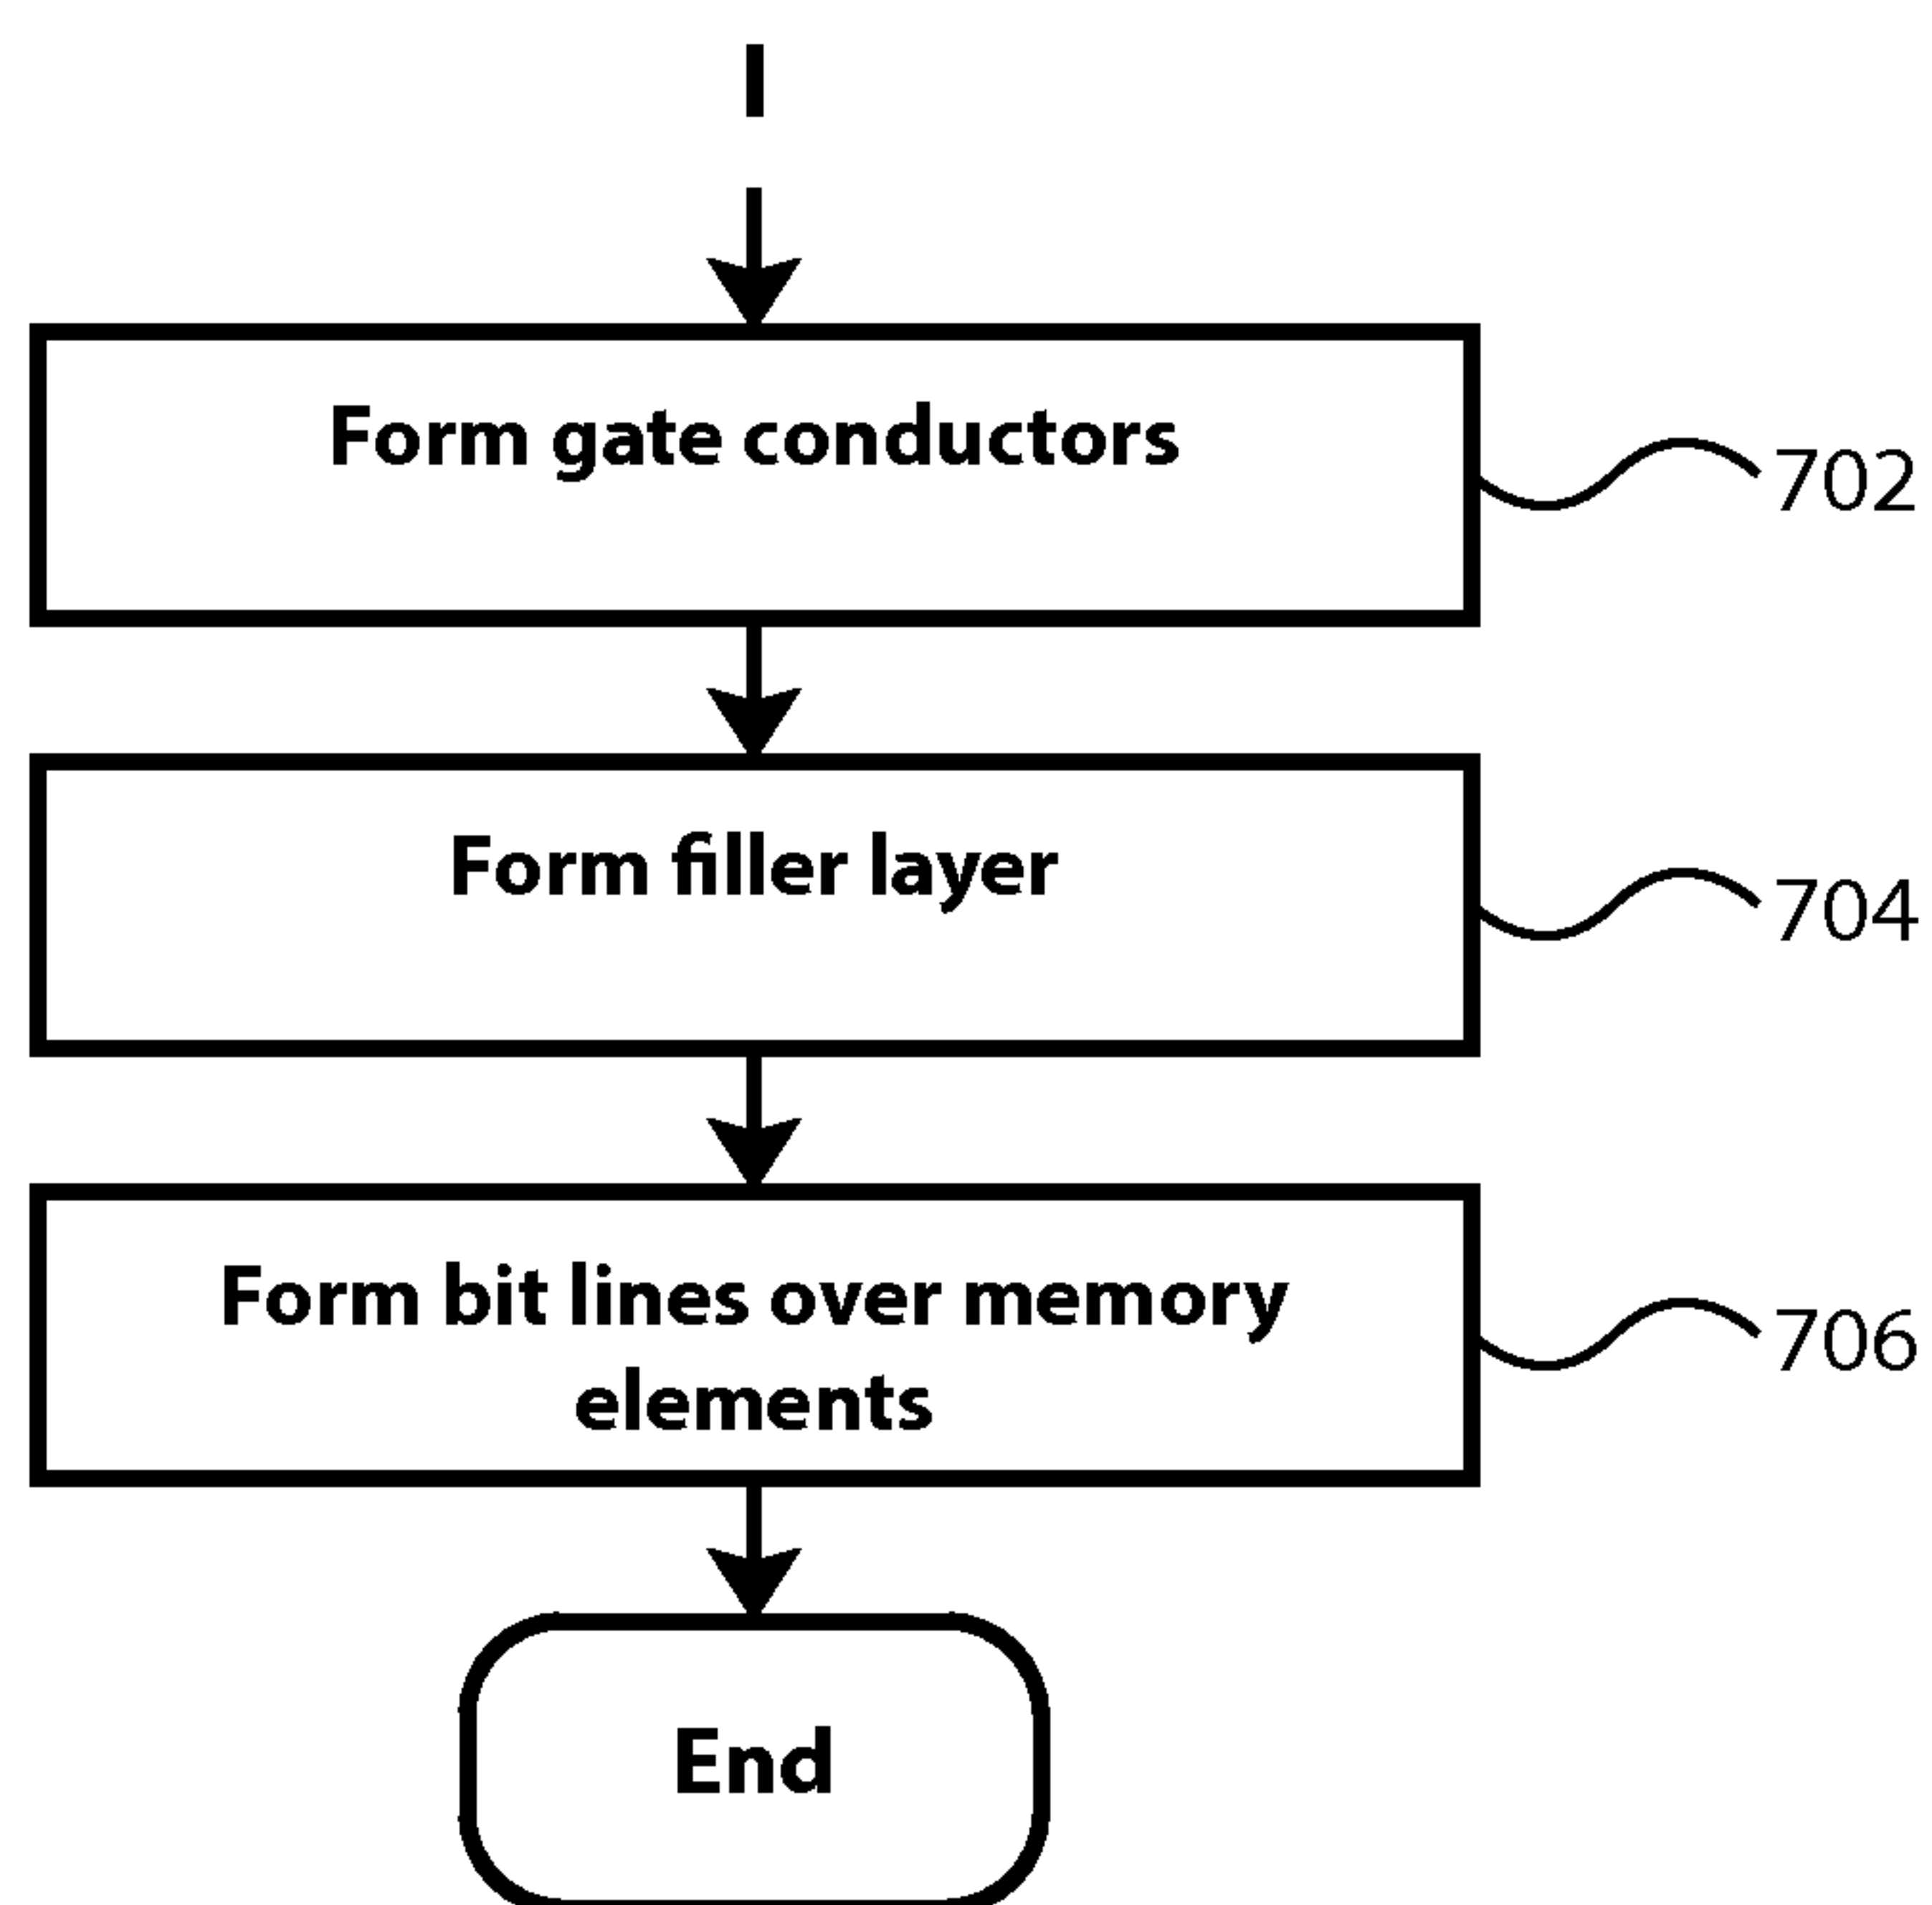 Form gate conductors
702
Form filler layer
704
Form bit lines over memory
elements
706
End